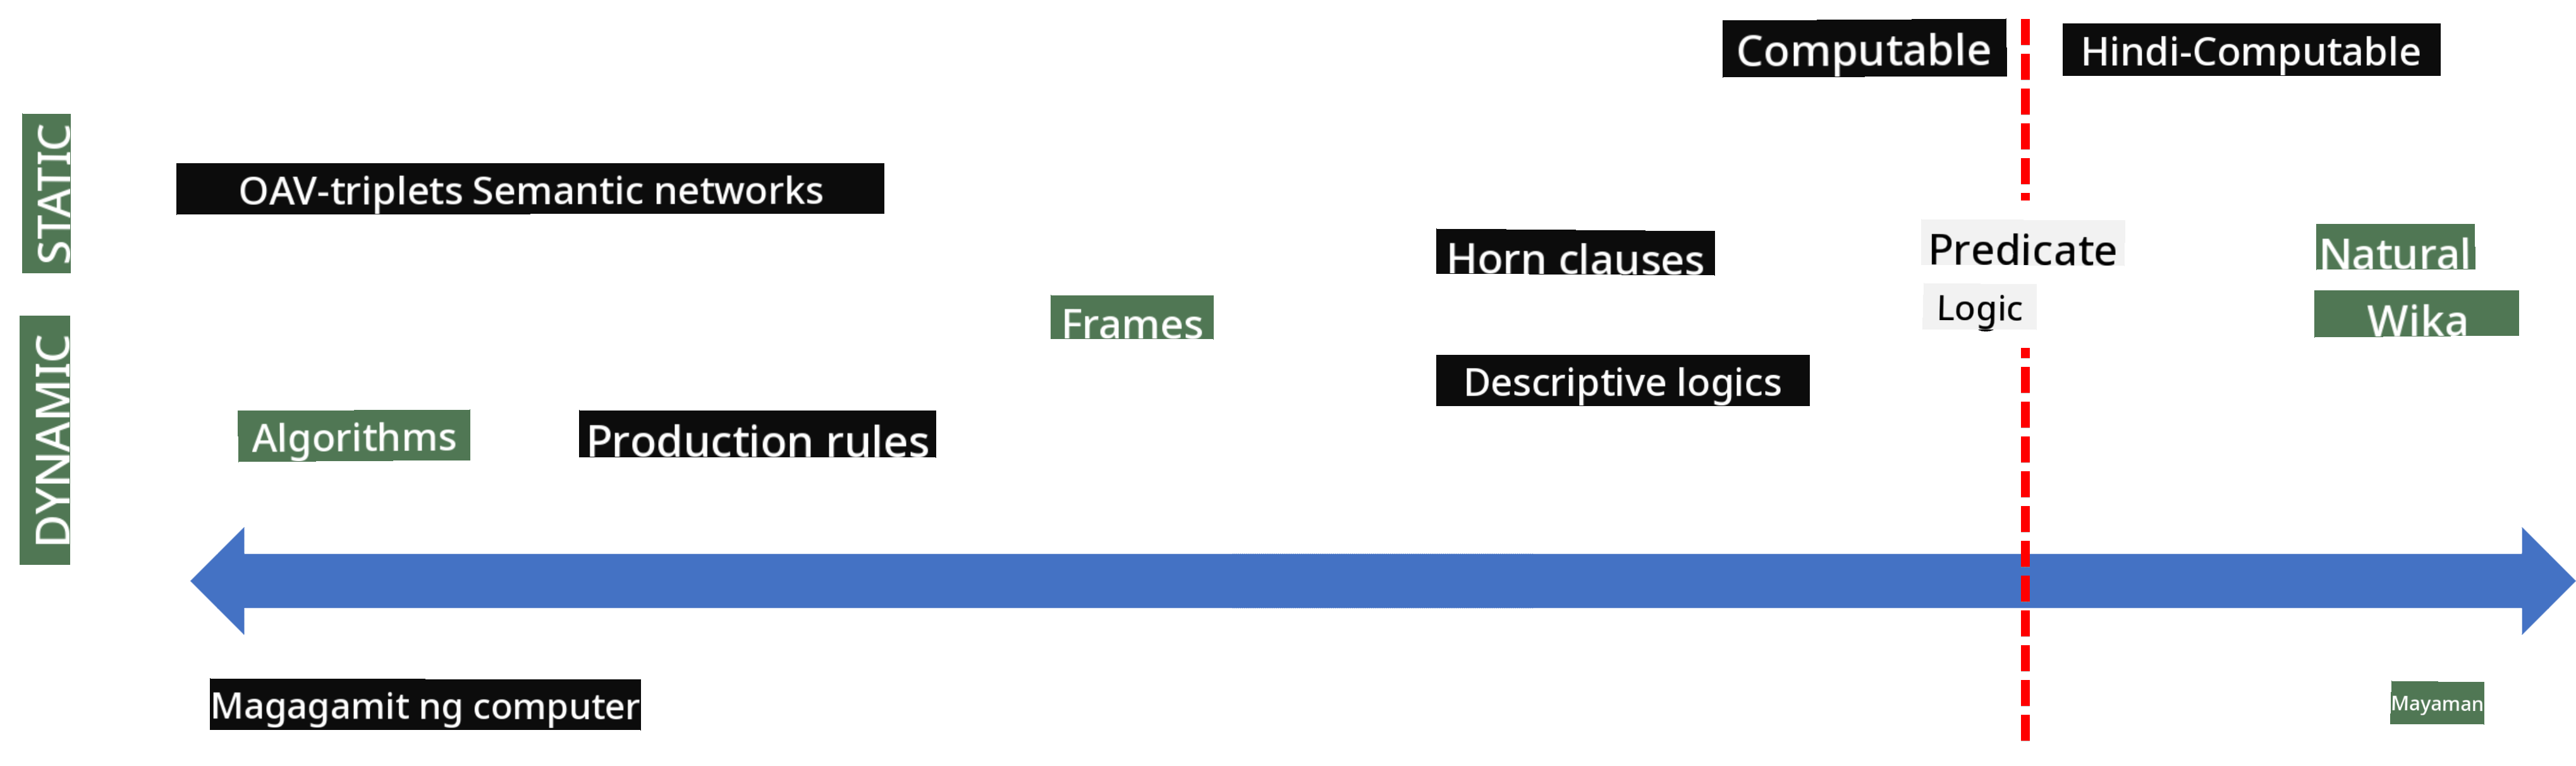 Computable
Hindi-Computable
STATIC
OAV-triplets Semantic networks
Horn clauses
Predicate
Logic
Natural
Wika
Frames
DYNAMIC
Descriptive logics
Algorithms
Production rules
Magagamit ng computer
Mayaman